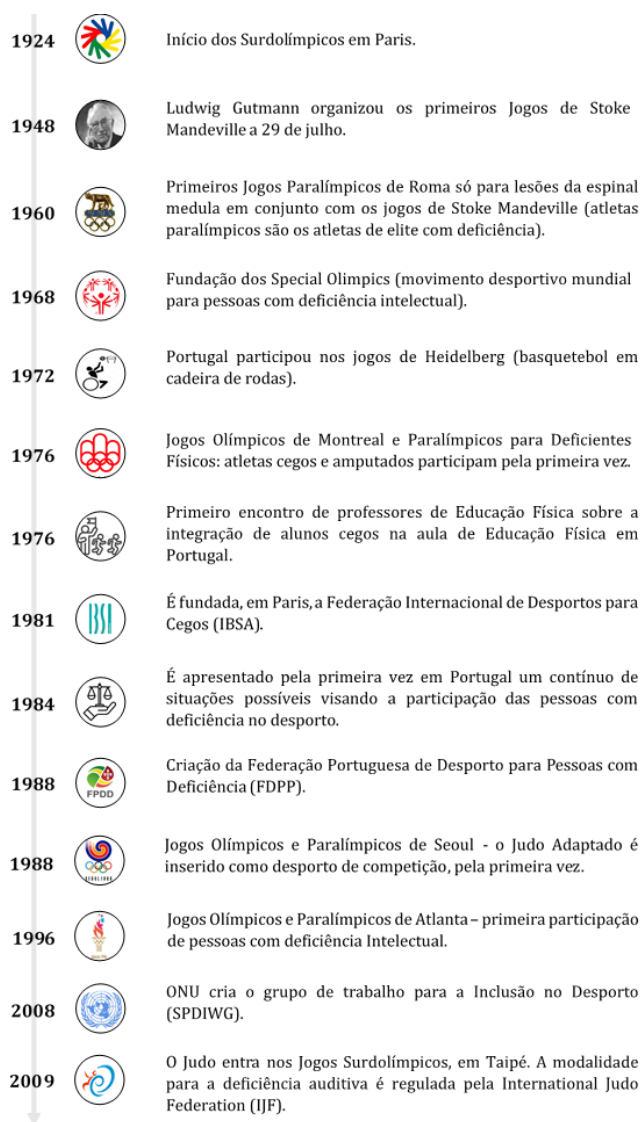 1924
Início dos Surdolímpicos em Paris.
1948
Ludwig Gutmann organizou os primeiros Jogos de Stoke
Mandeville a 29 de julho.
1960
Primeiros Jogos Paralímpicos de Roma só para lesões da espinal
medula em conjunto com os jogos de Stoke Mandeville (atletas
paralímpicos são os atletas de elite com deficiência).
1968
Fundação dos Special Olimpics (movimento desportivo mundial
para pessoas com deficiência intelectual).
1972
Portugal participou nos jogos de Heidelberg (basquetebol em
cadeira de rodas).
1976
Jogos Olímpicos de Montreal e Paralímpicos para Deficientes
Físicos: atletas cegos e amputados participam pela primeira vez.
1976
Primeiro encontro de professores de Educação Física sobre a
integração de alunos cegos na aula de Educação Física em
Portugal.
1981
É fundada, em Paris, a Federação Internacional de Desportos para
Cegos (IBSA).
1984
É apresentado pela primeira vez em Portugal um contínuo de
situações possíveis visando a participação das pessoas com
deficiência no desporto.
1988
FPDD
Criação da Federação Portuguesa de Desporto para Pessoas com
Deficiência (FDPP).
1988
Jogos Olímpicos e Paralímpicos de Seoul - o Judo Adaptado é
inserido como desporto de competição, pela primeira vez.
1996
Jogos Olímpicos e Paralímpicos de Atlanta – primeira participação
de pessoas com deficiência Intelectual.
2008
ONU cria o grupo de trabalho para a Inclusão no Desporto
(SPDIWG).
2009
O Judo entra nos Jogos Surdolímpicos, em Taipé. A modalidade
para a deficiência auditiva é regulada pela International Judo
Federation (IJF).